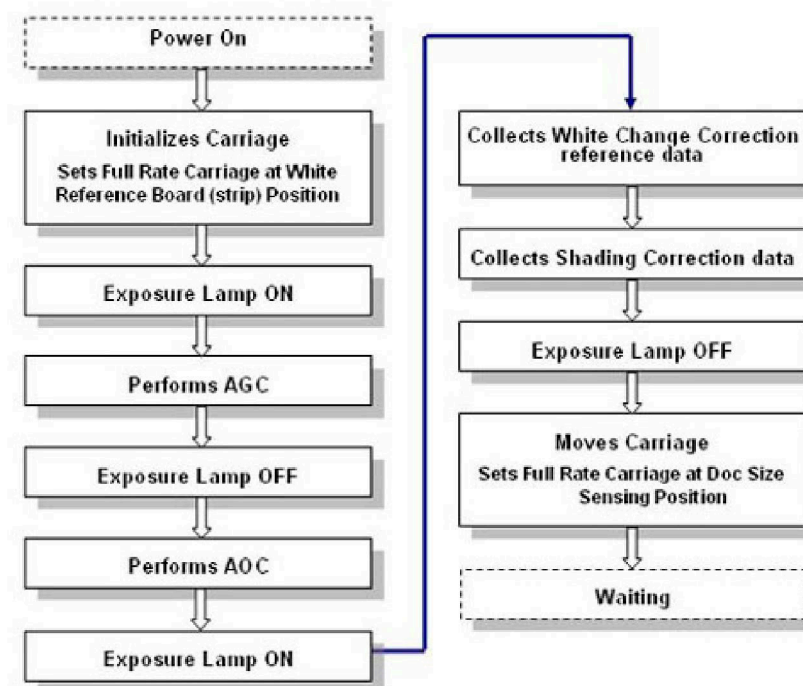 Power On
Initializes Carriage
Sets Full Rate Carriage at White
Reference Board (strip) Position
Exposure Lamp ON
Performs AGC
Exposure Lamp OFF
Performs AOC
Exposure Lamp ON
Collects White Change Correction
reference data
Collects Shading Correction data
Exposure Lamp OFF
Moves Carriage
Sets Full Rate Carriage at Doc Size
Sensing Position
Waiting